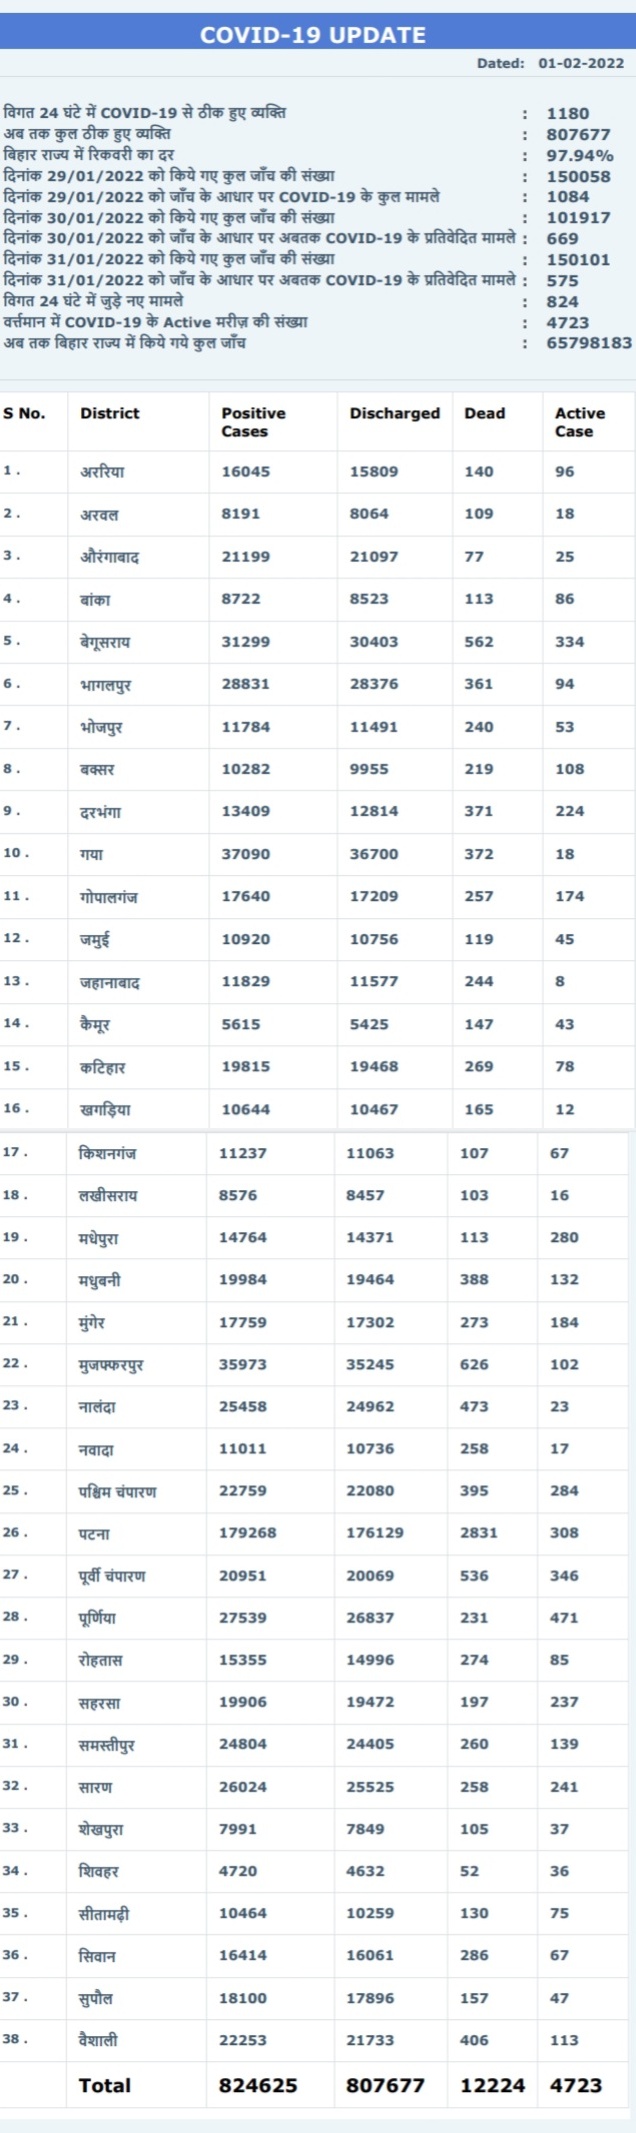 COVID-19 UPDATE
Dated: 01-02-2022
विगत 24 घंटे में COVID-19 से ठीक हुए व्यक्ति : 1180
अब तक कुल ठीक हुए व्यक्ति : 807677
बिहार राज्य में रिकवरी का दर : 97.94%
दिनांक 29/01/2022 को किये गए कुल जाँच की संख्या : 150058
दिनांक 29/01/2022 को जाँच के आधार पर COVID-19 के कुल मामले : 1084
दिनांक 30/01/2022 को किये गए कुल जाँच की संख्या : 101917
दिनांक 30/01/2022 को जाँच के आधार पर अबतक COVID-19 के प्रतिवेदित मामले : 669
दिनांक 31/01/2022 को किये गए कुल जाँच की संख्या : 150101
दिनांक 31/01/2022 को जाँच के आधार पर अबतक COVID-19 के प्रतिवेदित मामले : 575
विगत 24 घंटे में जुड़े नए मामले : 824
वर्त्तमान में COVID-19 के Active मरीज़ की संख्या : 4723
अब तक बिहार राज्य में किये गये कुल जाँच : 65798183
S No. District Positive Cases Discharged Dead Active Case
1 . अररिया 16045 15809 140 96
2 . अरवल 8191 8064 109 18
3 . औरंगाबाद 21199 21097 77 25
4 . बांका 8722 8523 113 86
5 . बेगूसराय 31299 30403 562 334
6 . भागलपुर 28831 28376 361 94
7 . भोजपुर 11784 11491 240 53
8 . बक्सर 10282 9955 219 108
9 . दरभंगा 13409 12814 371 224
10 . गया 37090 36700 372 18
11 . गोपालगंज 17640 17209 257 174
12 . जमुई 10920 10756 119 45
13 . जहानाबाद 11829 11577 244 8
14 . कैमूर 5615 5425 147 43
15 . कटिहार 19815 19468 269 78
16 . खगड़िया 10644 10467 165 12
17 . किशनगंज 11237 11063 107 67
18 . लखीसराय 8576 8457 103 16
19 . मधेपुरा 14764 14371 113 280
20 . मधुबनी 19984 19464 388 132
21 . मुंगेर 17759 17302 273 184
22 . मुजफ्फरपुर 35973 35245 626 102
23 . नालंदा 25458 24962 473 23
24 . नवादा 11011 10736 258 17
25 . पश्चिम चंपारण 22759 22080 395 284
26 . पटना 179268 176129 2831 308
27 . पूर्वी चंपारण 20951 20069 536 346
28 . पूर्णिया 27539 26837 231 471
29 . रोहतास 15355 14996 274 85
30 . सहरसा 19906 19472 197 237
31 . समस्तीपुर 24804 24405 260 139
32 . सारण 26024 25525 258 241
33 . शेखपुरा 7991 7849 105 37
34 . शिवहर 4720 4632 52 36
35 . सीतामढ़ी 10464 10259 130 75
36 . सिवान 16414 16061 286 67
37 . सुपौल 18100 17896 157 47
38 . वैशाली 22253 21733 406 113
Total 824625 807677 12224 4723